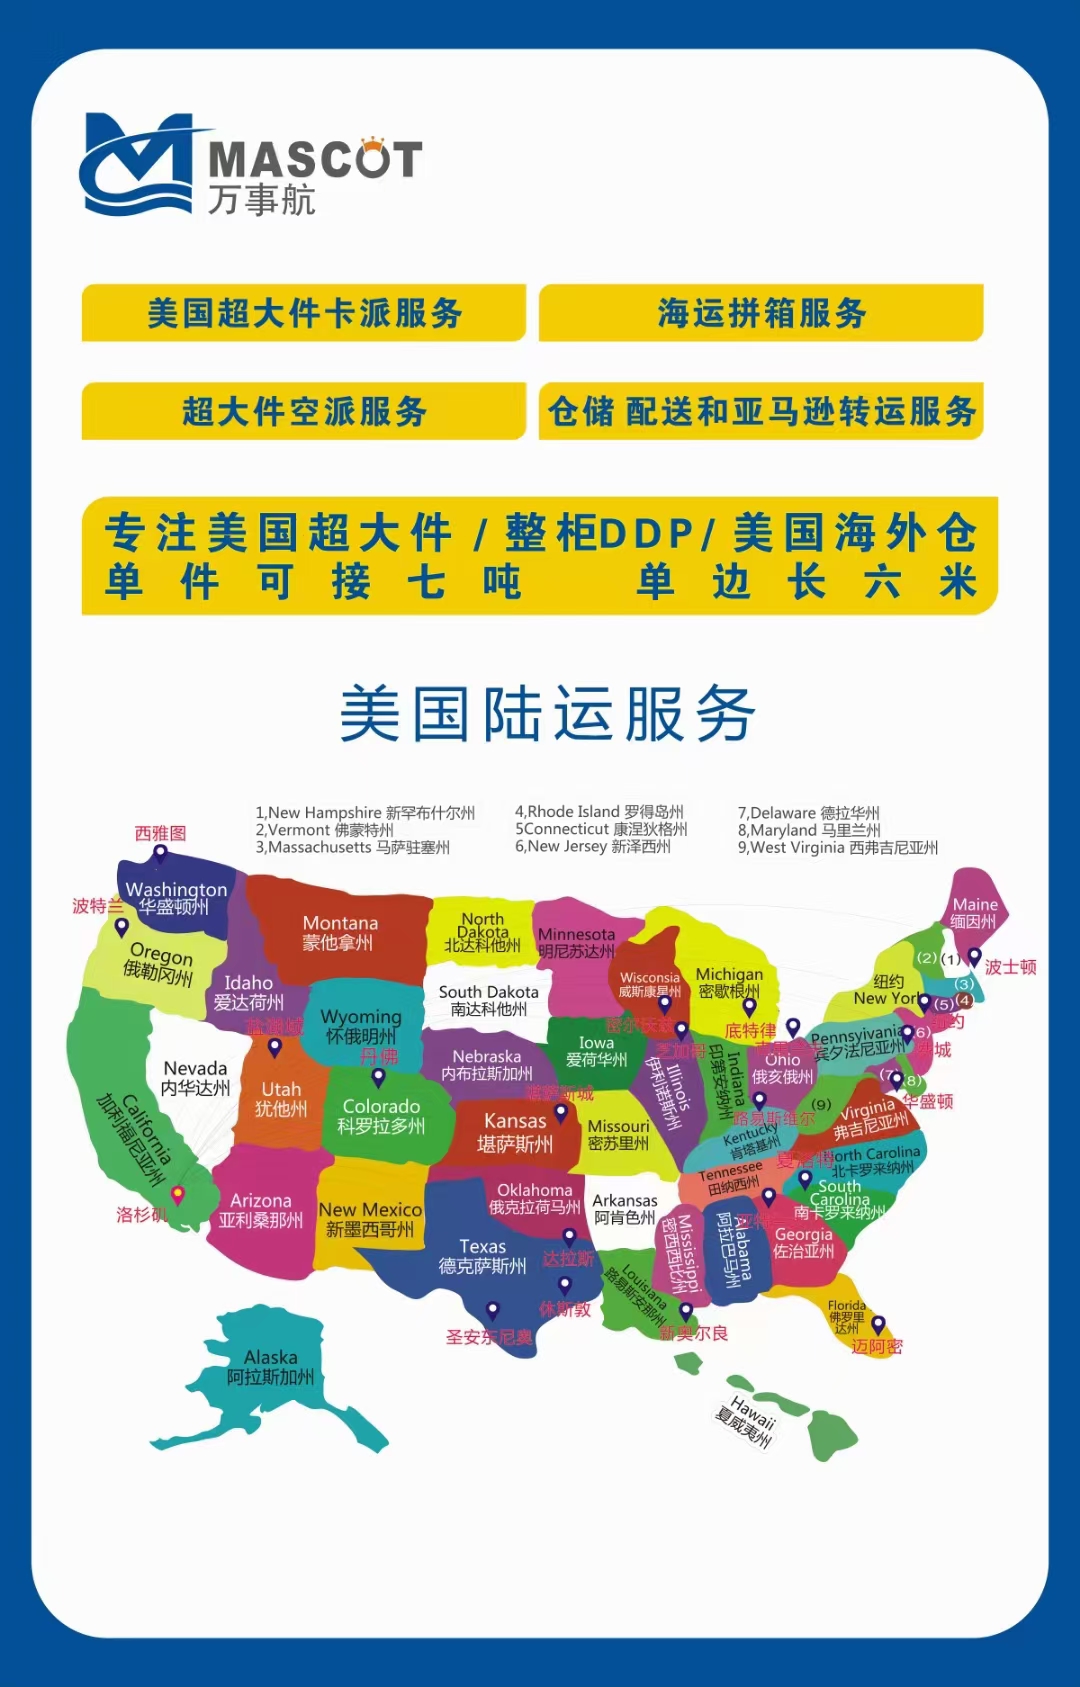 MASCOT
万事航
美国超大件卡派服务
海运拼箱服务
超大件空派服务
仓储 配送和亚马逊转运服务
专注美国超大件 / 整柜DDP/ 美国海外仓
单件可接七吨 单边长六米
美国陆运服务
1,New Hampshire 新罕布什尔州
2,Vermont 佛蒙特州
3,Massachusetts 马萨驻塞州
4,Rhode Island 罗得岛州
5Connecticut 康涅狄格州
6,New Jersey 新泽西州
7,Delaware 德拉华州
8,Maryland 马里兰州
9,West Virginia 西弗吉尼亚州
西雅图
Washington
华盛顿州
波特兰
Oregon
俄勒冈州
Montana
蒙他拿州
Idaho
爱达荷州
North
Dakota
北达科他州
Minnesota
明尼苏达州
South Dakota
南达科他州
Wisconsia
威斯康星州
密尔沃兹
Michigan
密歇根州
底特律
Maine
缅因州
(2)
(1)
波士顿
(3)
纽约
New York
(5)
(4)
纽约
(6)
费城
Pennsyivania
宾夕法尼亚州
(7)
(8)
华盛顿
Wyoming
怀俄明州
盐湖城
丹佛
Nevada
内华达州
Utah
犹他州
Colorado
科罗拉多州
Nebraska
内布拉斯加州
Iowa
爱荷华州
芝加哥
Illinois
伊利诺斯州
Indiana
印第安纳州
Ohio
俄亥俄州
(9)
Virginia
弗吉尼亚州
路易斯维尔
Kentucky
肯塔基州
California
加利福尼亚州
洛杉矶
Kansas
堪萨斯州
Missouri
密苏里州
Tennessee
田纳西州
North Carolina
北卡罗来纳州
South
Carolina
南卡罗来纳州
Arizona
亚利桑那州
New Mexico
新墨西哥州
Oklahoma
俄克拉荷马州
Arkansas
阿肯色州
Mississippi
密西西比州
Alabama
阿拉巴马州
Georgia
佐治亚州
Texas
德克萨斯州
达拉斯
休斯敦
圣安东尼奥
Louisiana
路易斯安那州
新奥尔良
Florida
佛罗里
达州
迈阿密
Alaska
阿拉斯加州
Hawaii
夏威夷州